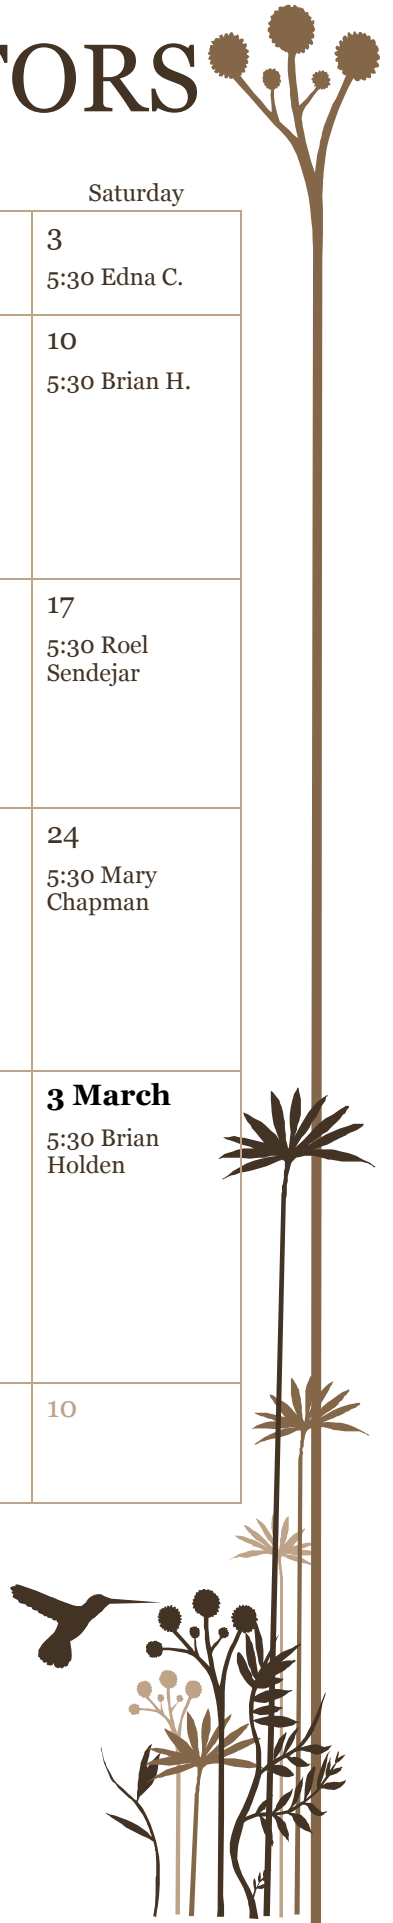 TORS
Saturday
3
5:30 Edna C.
10
5:30 Brian H.
17
5:30 Roel
Sendejar
24
5:30 Mary
Chapman
3 March
5:30 Brian
Holden
10